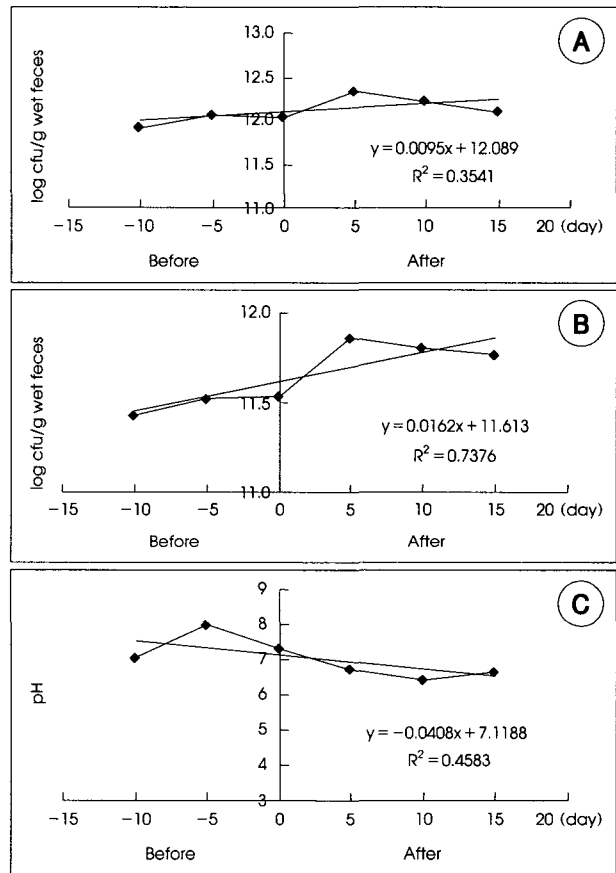 A
log cfu/g wet feces
13.0
12.5
12.0
11.5
11.0
y = 0.0095x + 12.089
R² = 0.3541
−15 −10 −5 0 5 10 15 20 (day)
Before After
B
log cfu/g wet feces
12.0
11.5
11.0
y = 0.0162x + 11.613
R² = 0.7376
−15 −10 −5 0 5 10 15 20 (day)
Before After
C
pH
9
8
7
6
5
4
3
y = −0.0408x + 7.1188
R² = 0.4583
−15 −10 −5 0 5 10 15 20 (day)
Before After